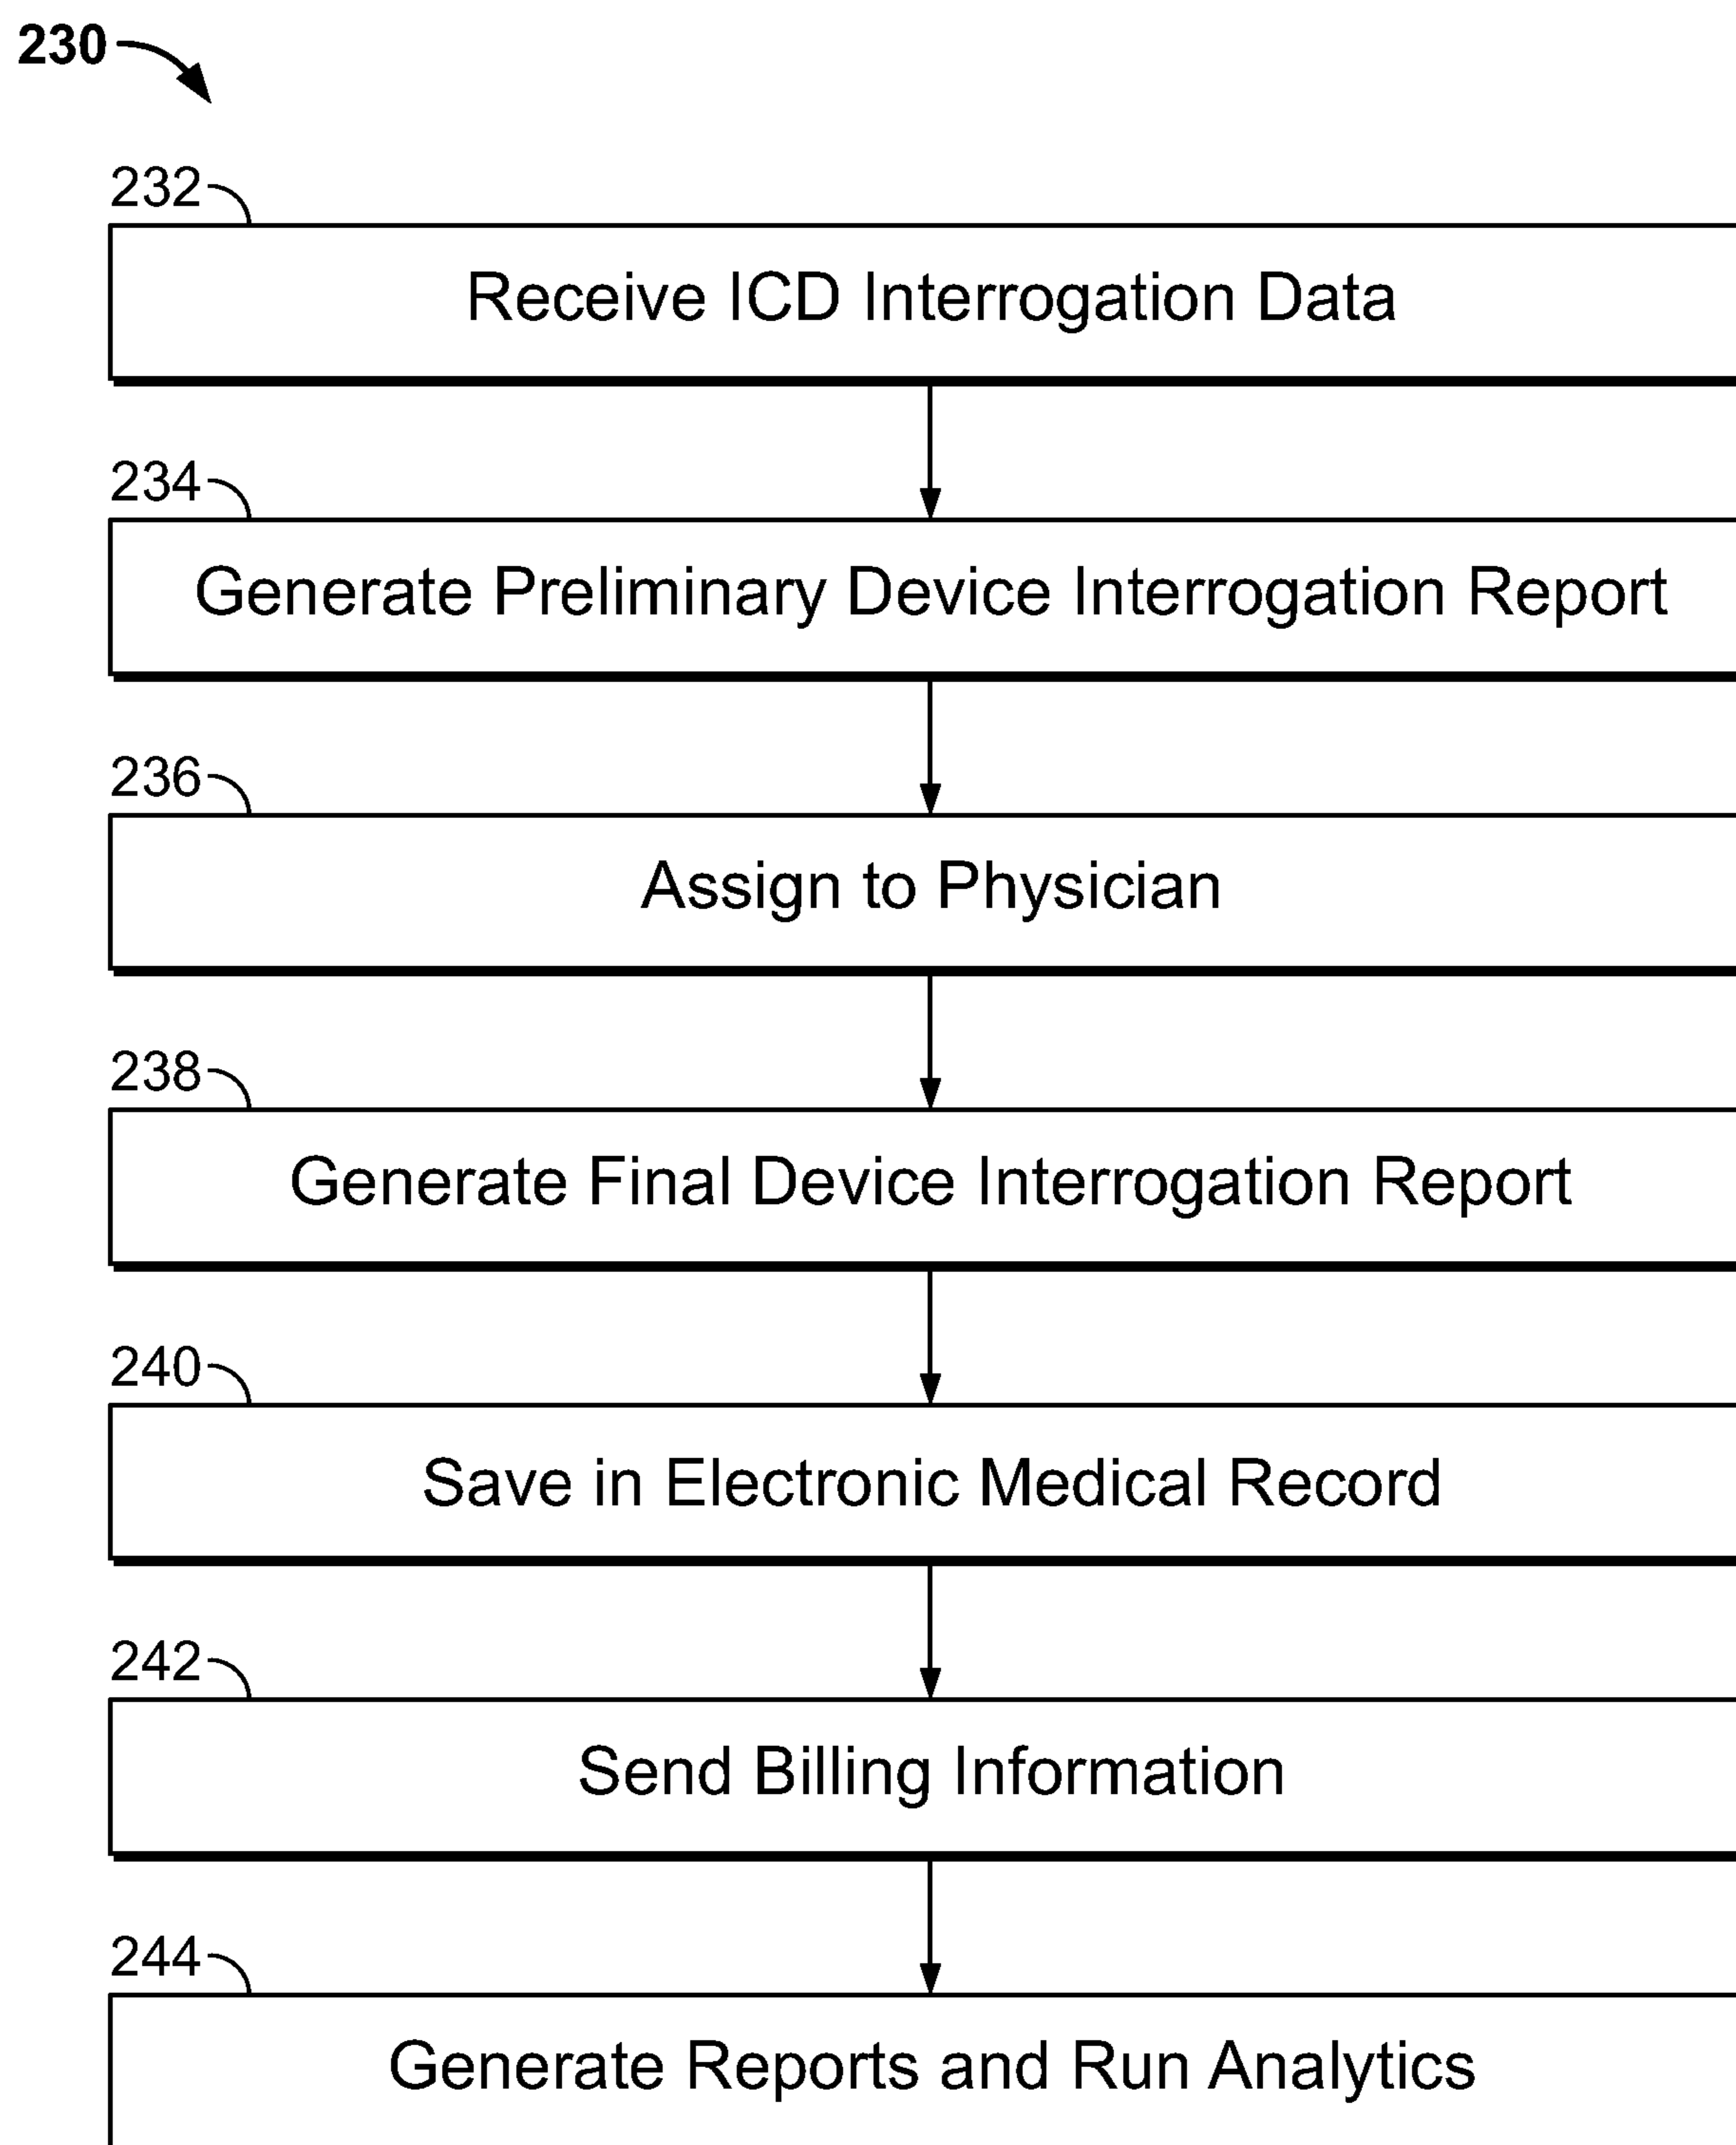 230
232
Receive ICD Interrogation Data
234
Generate Preliminary Device Interrogation Report
236
Assign to Physician
238
Generate Final Device Interrogation Report
240
Save in Electronic Medical Record
242
Send Billing Information
244
Generate Reports and Run Analytics